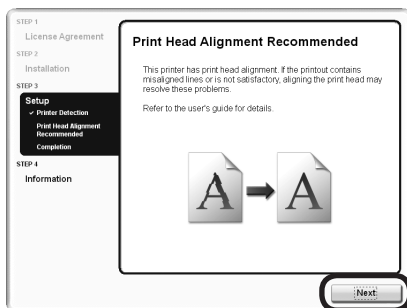 STEP 1
License Agreement
STEP 2
Installation
STEP 3
Setup
✓ Printer Detection
Print Head Alignment
Recommended
Completion
STEP 4
Information
Print Head Alignment Recommended
This printer has print head alignment. If the printout contains
misaligned lines or is not satisfactory, aligning the print head may
resolve these problems.
Refer to the user's guide for details.
A A
Next